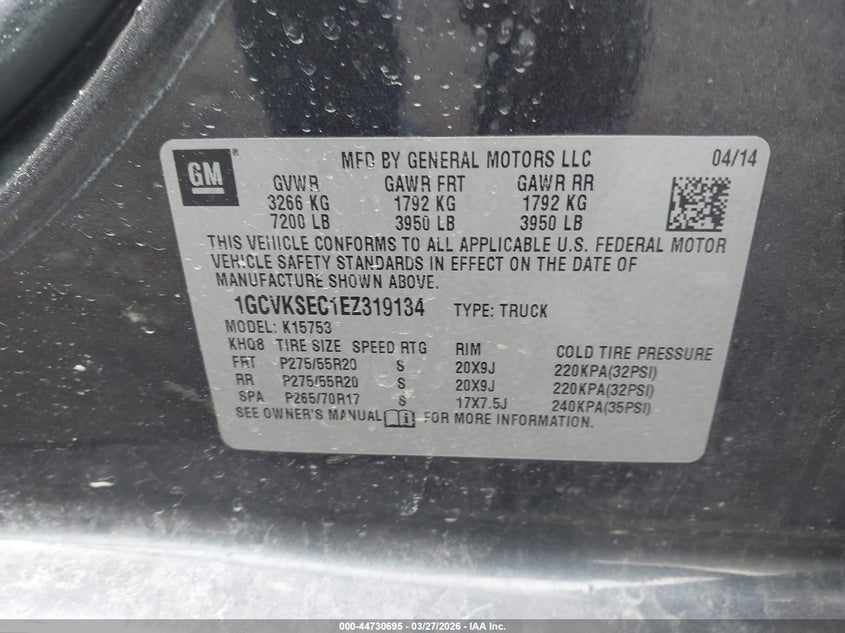 GM ®
MFD BY GENERAL MOTORS LLC 04/14
GVWR GAWR FRT GAWR RR
3266 KG 1792 KG 1792 KG
7200 LB 3950 LB 3950 LB
THIS VEHICLE CONFORMS TO ALL APPLICABLE U.S. FEDERAL MOTOR
VEHICLE SAFETY STANDARDS IN EFFECT ON THE DATE OF
MANUFACTURE SHOWN ABOVE.
1GCVKSEC1EZ319134 TYPE: TRUCK
MODEL: K15753
KHQ8 TIRE SIZE SPEED RTG RIM COLD TIRE PRESSURE
FRT P275/55R20 S 20X9J 220KPA(32PSI)
RR P275/55R20 S 20X9J 220KPA(32PSI)
SPA P265/70R17 S 17X7.5J 240KPA(35PSI)
SEE OWNER'S MANUAL FOR MORE INFORMATION.
000-44730695 - 03/27/2026 - IAA Inc.